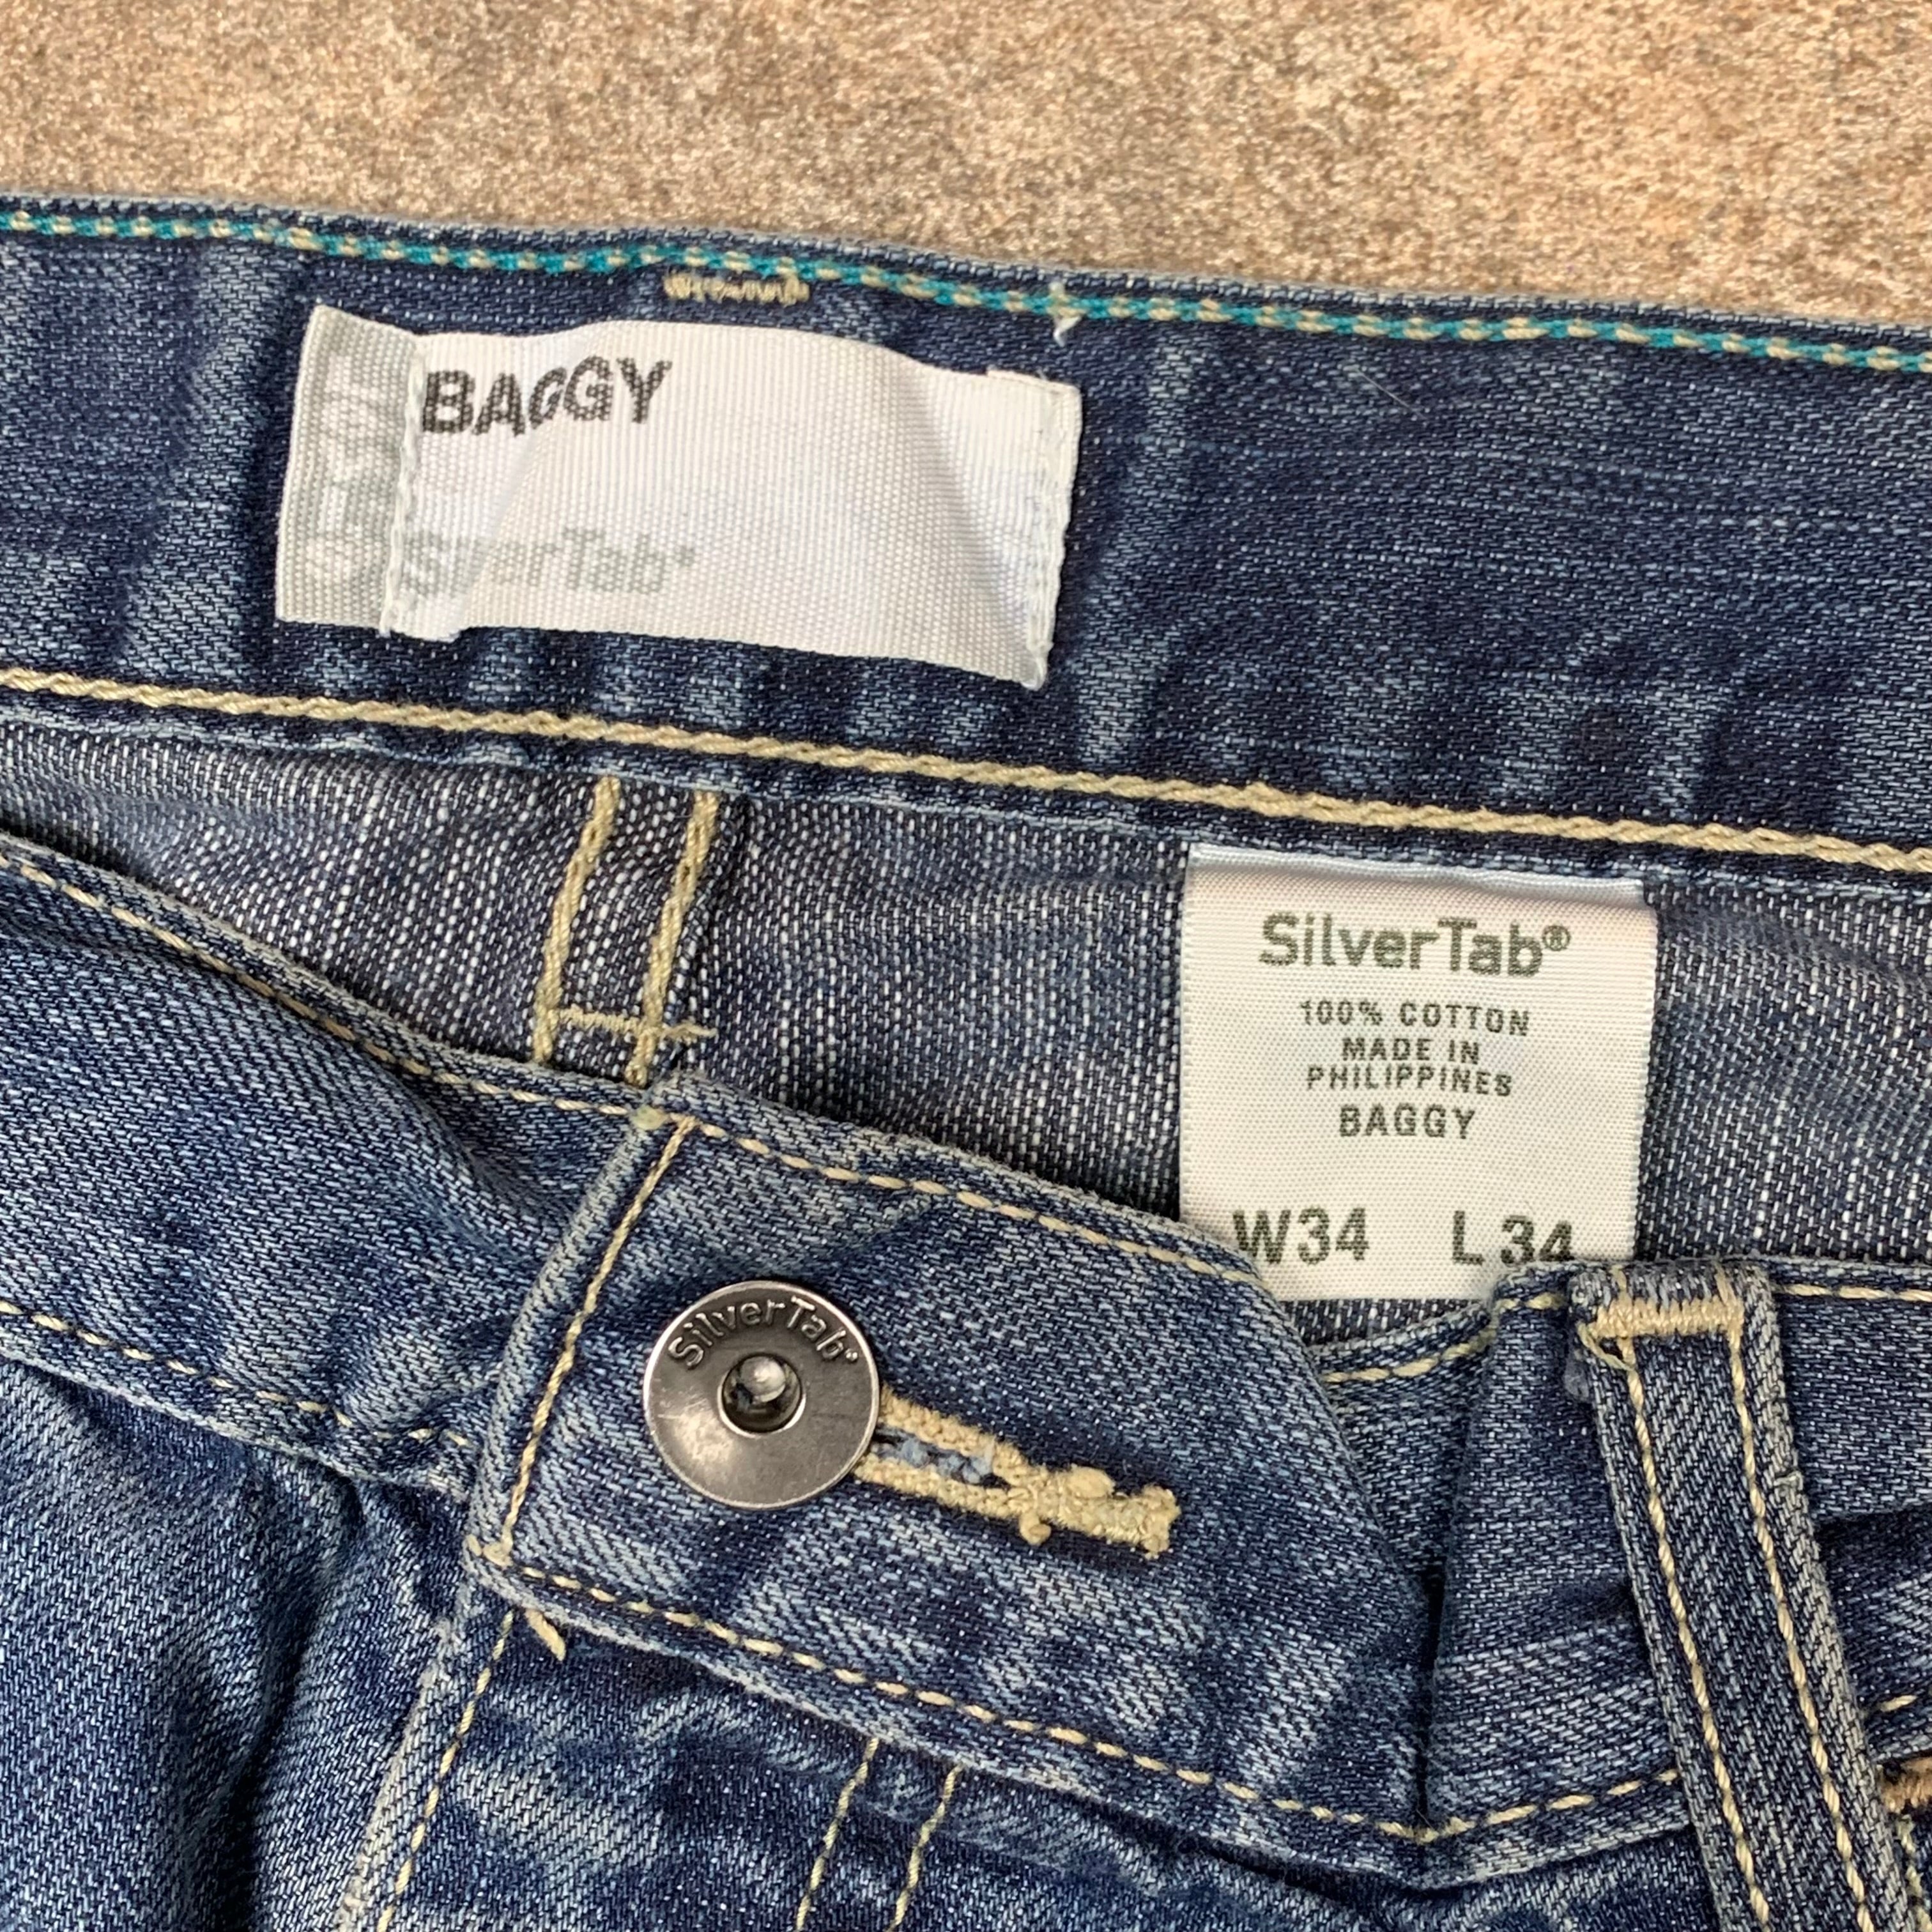 BAGGY
SilverTab®
SilverTab®
100% COTTON
MADE IN
PHILIPPINES
BAGGY
W34 L34
SilverTab